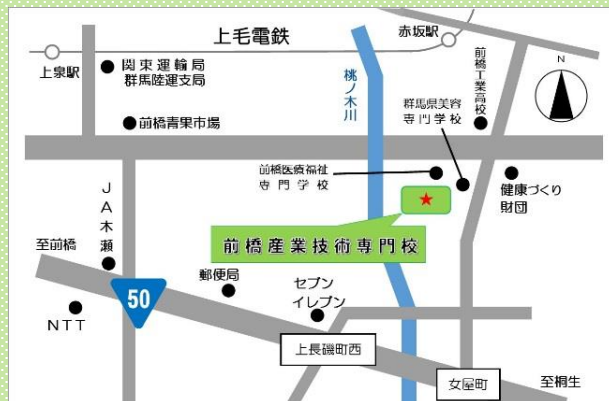 上毛電鉄
赤坂駅
上泉駅
関東運輸局
群馬陸運支局
前橋工業高校
N
桃ノ木川
群馬県美容
専門学校
前橋青果市場
前橋医療福祉
専門学校
健康づくり
財団
JA木瀬
至前橋
前橋産業技術専門校
50
郵便局
セブン
イレブン
NTT
上長磯町西
女屋町
至桐生